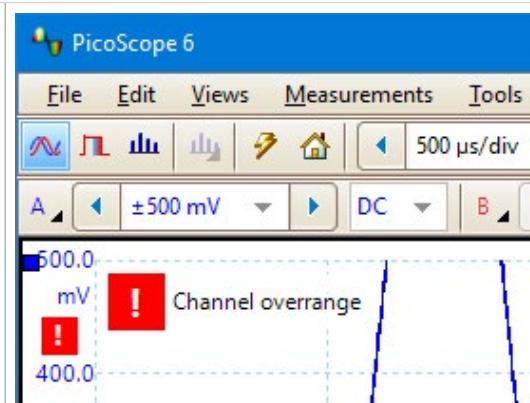 PicoScope 6
File Edit Views Measurements Tools
500 µs/div
A ±500 mV DC B
500.0
mV
! Channel overrange
!
400.0